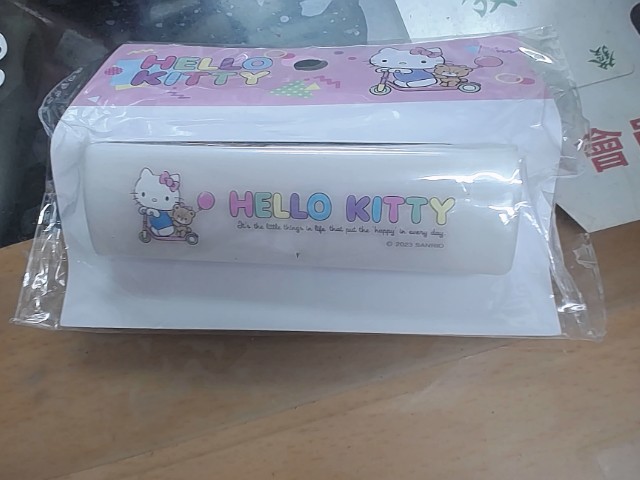 HELLO
KITTY
HELLO KITTY
It's the little things in life that put the 'happy' in every day
© 2023 SANRIO
會